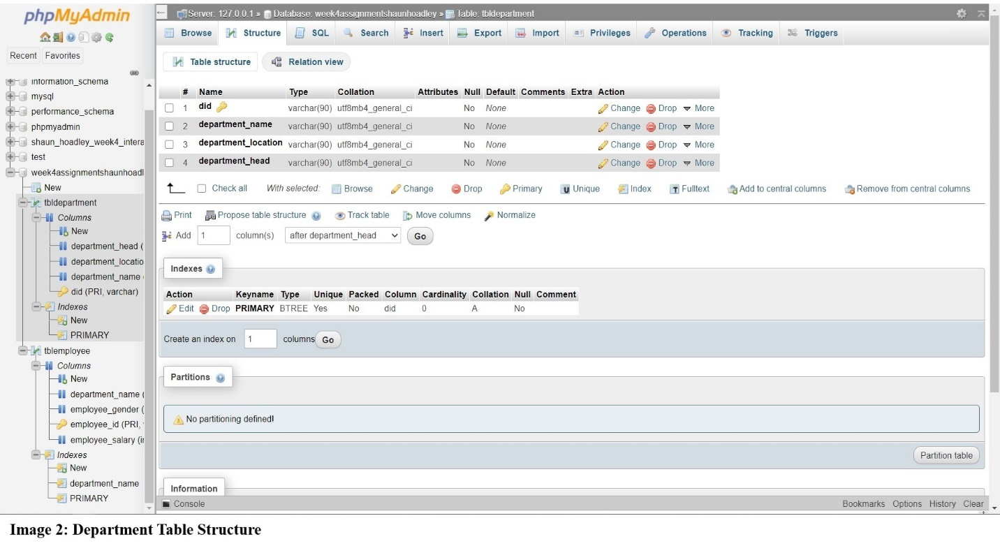 phpMyAdmin
Recent Favorites
information_schema
mysql
performance_schema
phpmyadmin
shaun_hoadley_week4_intera
test
week4assignmentshaunhoadl
New
tbldepartment
Columns
New
department_head (
department_locatio
department_name
did (PRI, varchar)
Indexes
New
PRIMARY
tblemployee
Columns
New
department_name (
employee_gender (
employee_id (PRI,
employee_salary (in
Indexes
New
department_name
PRIMARY
Server: 127.0.0.1 » Database: week4assignmentshaunhoadley » Table: tbldepartment
Browse Structure SQL Search Insert Export Import Privileges Operations Tracking Triggers
Table structure Relation view
# Name Type Collation Attributes Null Default Comments Extra Action
1 did varchar(90) utf8mb4_general_ci No None Change Drop More
2 department_name varchar(90) utf8mb4_general_ci No None Change Drop More
3 department_location varchar(90) utf8mb4_general_ci No None Change Drop More
4 department_head varchar(90) utf8mb4_general_ci No None Change Drop More
Check all With selected: Browse Change Drop Primary Unique Index Fulltext Add to central columns Remove from central columns
Print Propose table structure Track table Move columns Normalize
Add 1 column(s) after department_head Go
Indexes
Action Keyname Type Unique Packed Column Cardinality Collation Null Comment
Edit Drop PRIMARY BTREE Yes No did 0 A No
Create an index on 1 columns Go
Partitions
No partitioning defined!
Partition table
Information
Console Bookmarks Options History Clear
Image 2: Department Table Structure